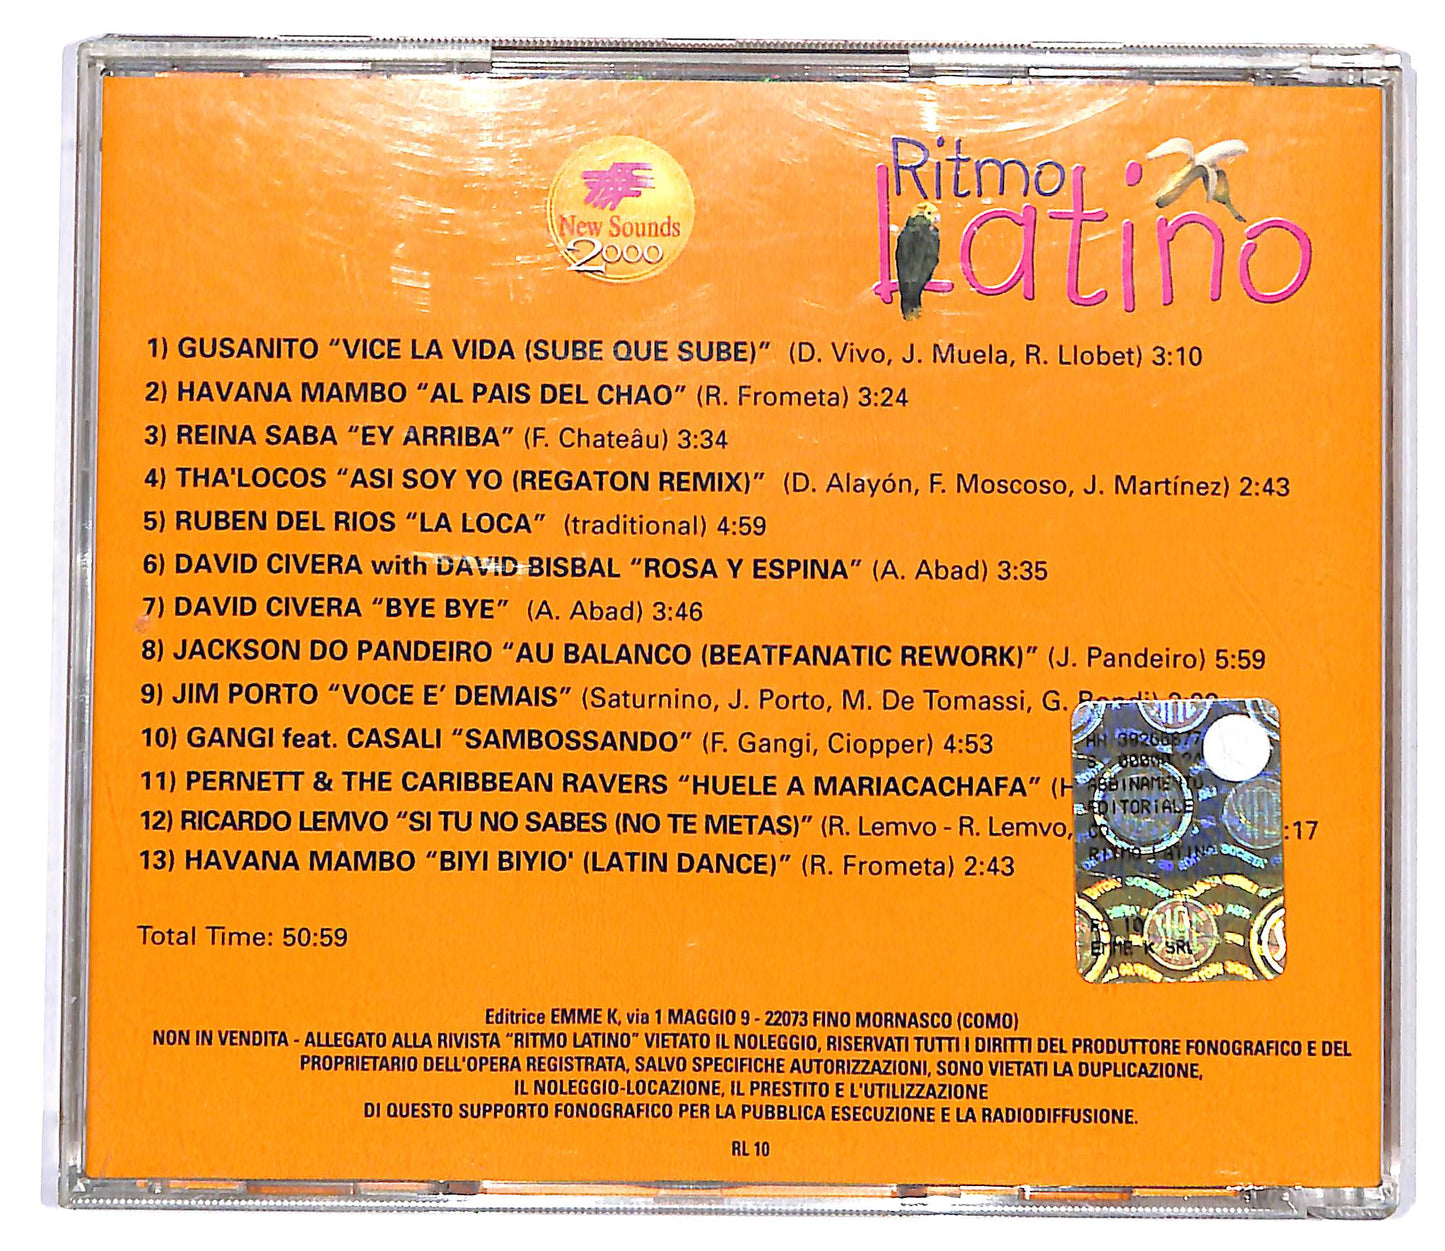 New Sounds
2000
Ritmo
Latino
1) GUSANITO “VICE LA VIDA (SUBE QUE SUBE)” (D. Vivo, J. Muela, R. Llobet) 3:10
2) HAVANA MAMBO “AL PAIS DEL CHAO” (R. Frometa) 3:24
3) REINA SABA “EY ARRIBA” (F. Chateâu) 3:34
4) THA'LOCOS “ASI SOY YO (REGATON REMIX)” (D. Alayón, F. Moscoso, J. Martínez) 2:43
5) RUBEN DEL RIOS “LA LOCA” (traditional) 4:59
6) DAVID CIVERA with DAVID BISBAL “ROSA Y ESPINA” (A. Abad) 3:35
7) DAVID CIVERA “BYE BYE” (A. Abad) 3:46
8) JACKSON DO PANDEIRO “AU BALANCO (BEATFANATIC REWORK)” (J. Pandeiro) 5:59
9) JIM PORTO “VOCE E’ DEMAIS” (Saturnino, J. Porto, M. De Tomassi, G.
10) GANGI feat. CASALI “SAMBOSSANDO” (F. Gangi, Ciopper) 4:53
11) PERNETT & THE CARIBBEAN RAVERS “HUELE A MARIACACHAFA” (H
12) RICARDO LEMVO “SI TU NO SABES (NO TE METAS)” (R. Lemvo - R. Lemvo, :17
13) HAVANA MAMBO “BIYI BIYIO' (LATIN DANCE)” (R. Frometa) 2:43
ABBINAMENTO
EDITORIALE
RITMO LATINO
RL 10
EMME K SRL
Total Time: 50:59
Editrice EMME K, via 1 MAGGIO 9 - 22073 FINO MORNASCO (COMO)
NON IN VENDITA - ALLEGATO ALLA RIVISTA “RITMO LATINO” VIETATO IL NOLEGGIO, RISERVATI TUTTI I DIRITTI DEL PRODUTTORE FONOGRAFICO E DEL
PROPRIETARIO DELL'OPERA REGISTRATA, SALVO SPECIFICHE AUTORIZZAZIONI, SONO VIETATI LA DUPLICAZIONE,
IL NOLEGGIO-LOCAZIONE, IL PRESTITO E L'UTILIZZAZIONE
DI QUESTO SUPPORTO FONOGRAFICO PER LA PUBBLICA ESECUZIONE E LA RADIODIFFUSIONE.
RL 10